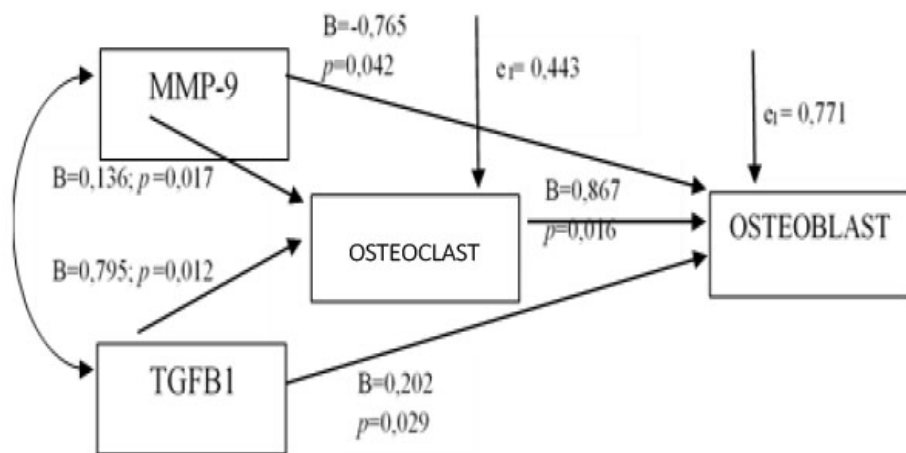 B=-0,765
p=0,042
MMP-9
e₁= 0,443
e₁= 0,771
B=0,136; p=0,017
B=0,867
p=0,016
OSTEOCLAST
OSTEOBLAST
B=0,795; p=0,012
TGFB1
B=0,202
p=0,029